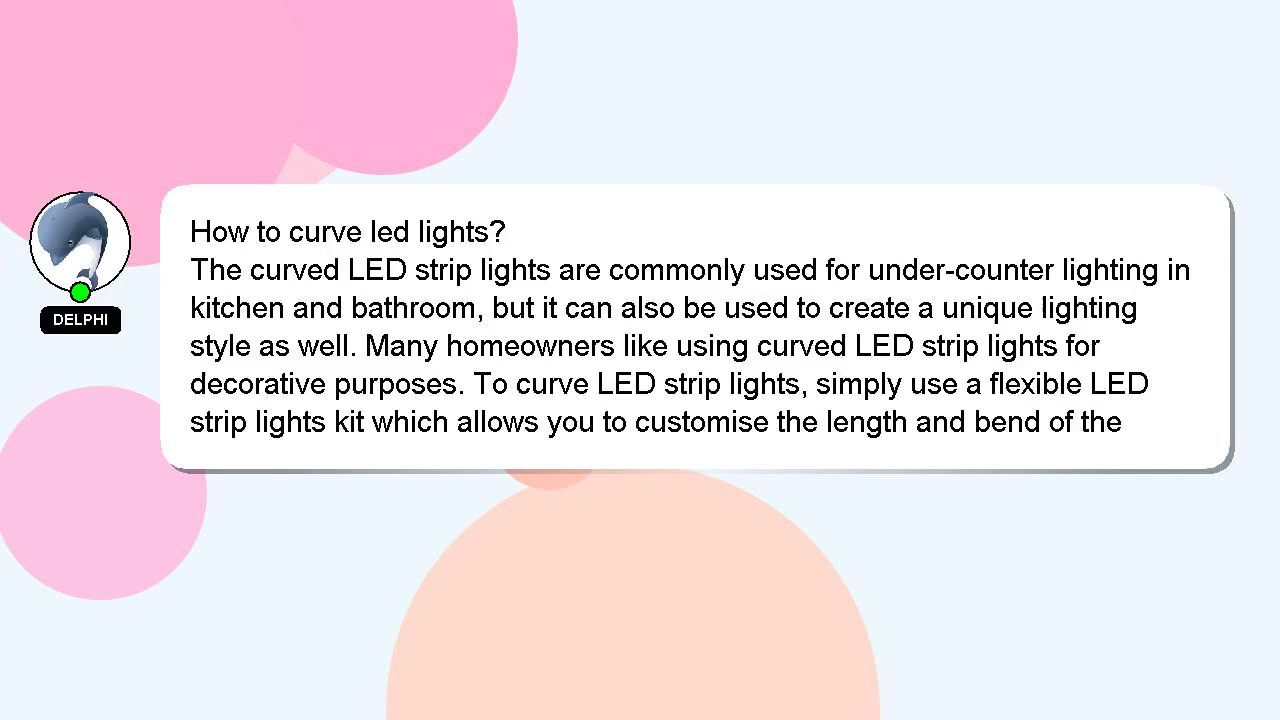 How to curve led lights?
The curved LED strip lights are commonly used for under-counter lighting in
kitchen and bathroom, but it can also be used to create a unique lighting
style as well. Many homeowners like using curved LED strip lights for
decorative purposes. To curve LED strip lights, simply use a flexible LED
strip lights kit which allows you to customise the length and bend of the
DELPHI